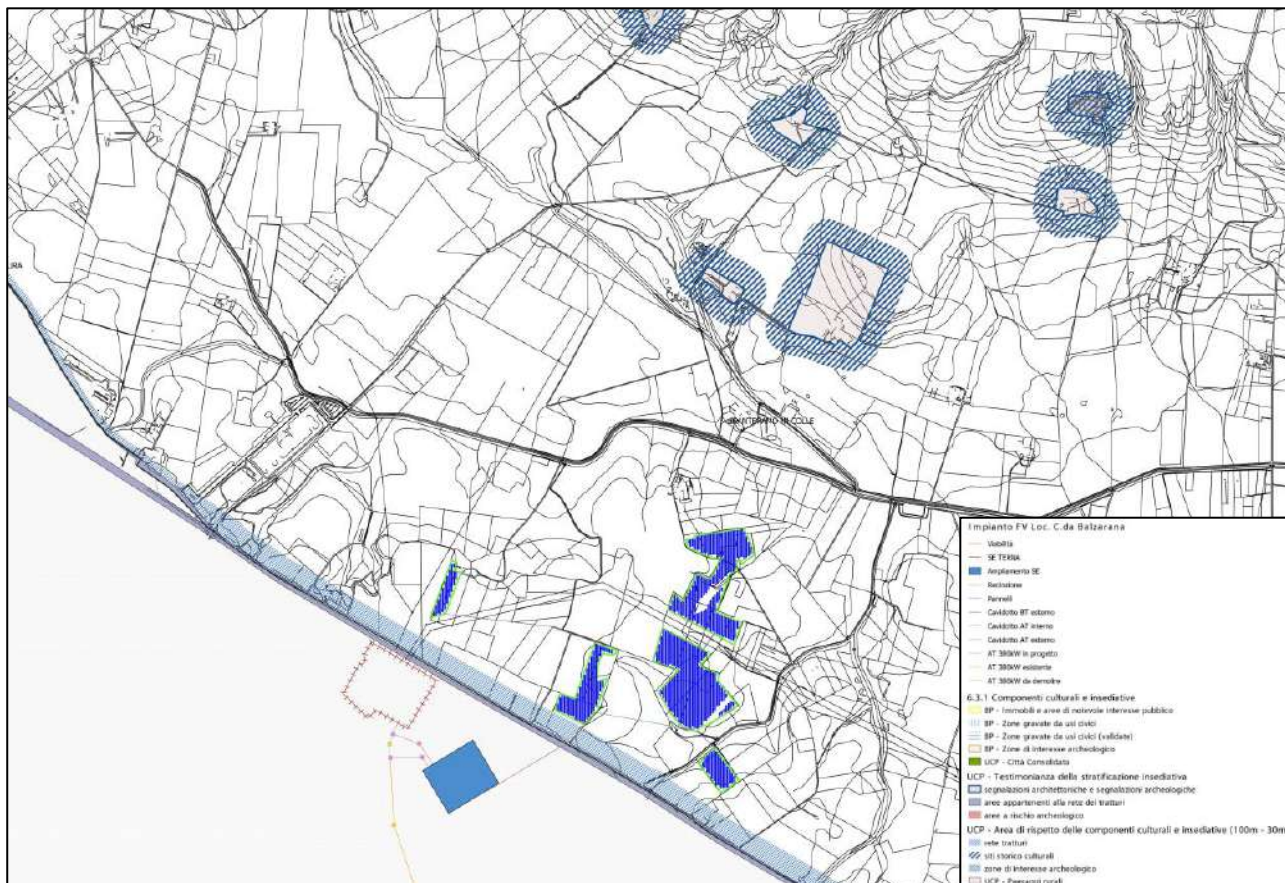 URA
Impianto FV Loc. C.da Balzarana
Viabilità
SE TERNA
Ampliamento SE
Recinzione
Pannelli
Cavidotto BT esterno
Cavidotto AT interno
Cavidotto AT esterno
AT 380kW in progetto
AT 380kW esistente
AT 380kW da demolire
6.3.1 Componenti culturali e insediative
BP - Immobili e aree di notevole interesse pubblico
BP - Zone gravate da usi civici
BP - Zone gravate da usi civici (validate)
BP - Zone di interesse archeologico
UCP - Città Consolidata
UCP - Testimonianza della stratificazione insediativa
segnalazioni architettoniche e segnalazioni archeologiche
aree appartenenti alla rete dei tratturi
aree a rischio archeologico
UCP - Area di rispetto delle componenti culturali e insediative (100m - 30m
rete tratturi
siti storico culturali
zone di interesse archeologico
UCP - Paesaggi rurali